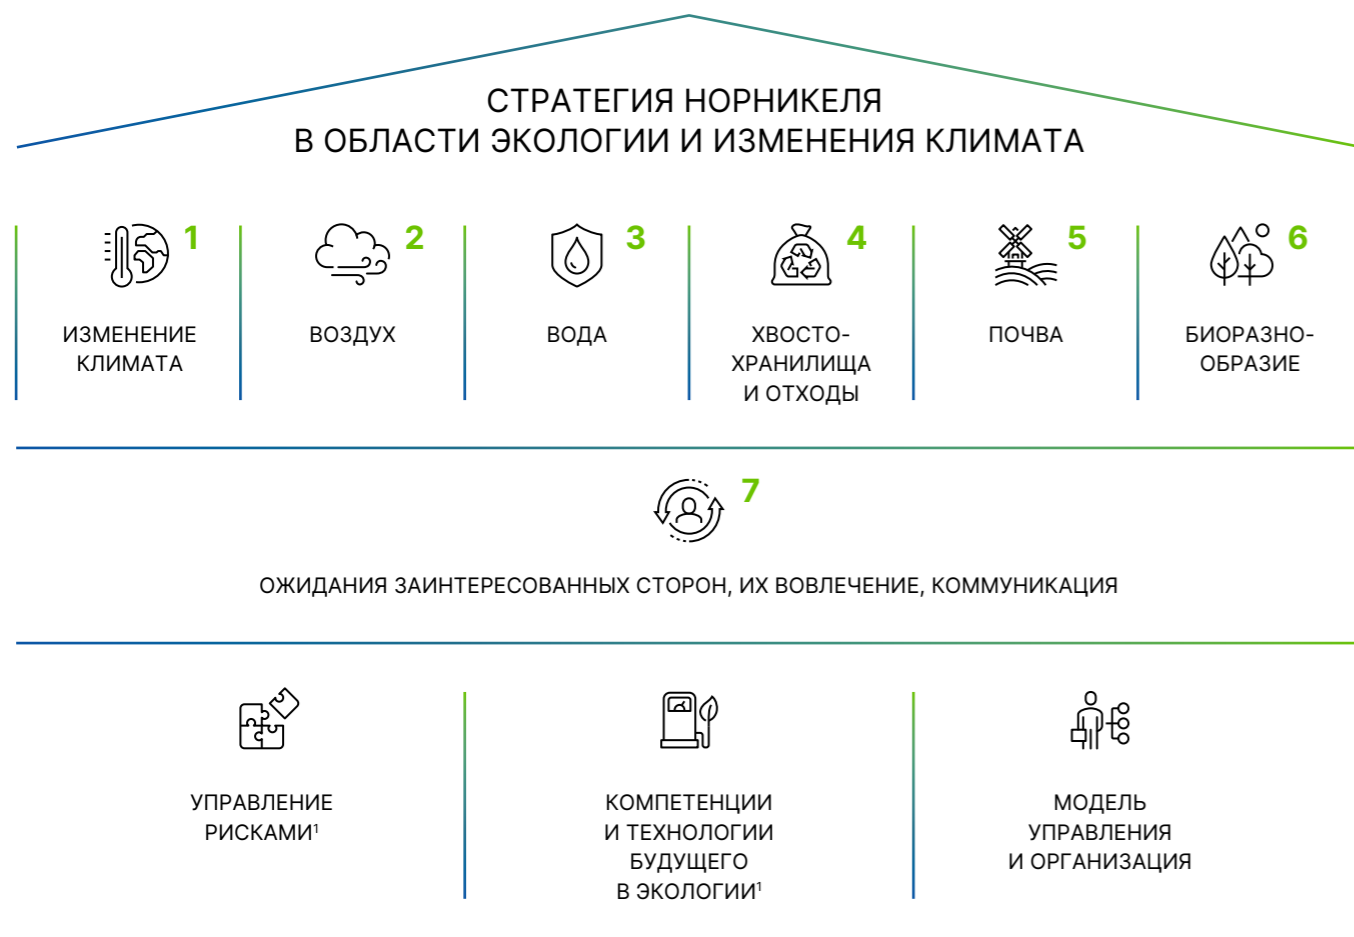 СТРАТЕГИЯ НОРНИКЕЛЯ
В ОБЛАСТИ ЭКОЛОГИИ И ИЗМЕНЕНИЯ КЛИМАТА
1
ИЗМЕНЕНИЕ
КЛИМАТА
2
ВОЗДУХ
3
ВОДА
4
ХВОСТО-
ХРАНИЛИЩА
И ОТХОДЫ
5
ПОЧВА
6
БИОРАЗНО-
ОБРАЗИЕ
7
ОЖИДАНИЯ ЗАИНТЕРЕСОВАННЫХ СТОРОН, ИХ ВОВЛЕЧЕНИЕ, КОММУНИКАЦИЯ
УПРАВЛЕНИЕ
РИСКАМИ¹
КОМПЕТЕНЦИИ
И ТЕХНОЛОГИИ
БУДУЩЕГО
В ЭКОЛОГИИ¹
МОДЕЛЬ
УПРАВЛЕНИЯ
И ОРГАНИЗАЦИЯ